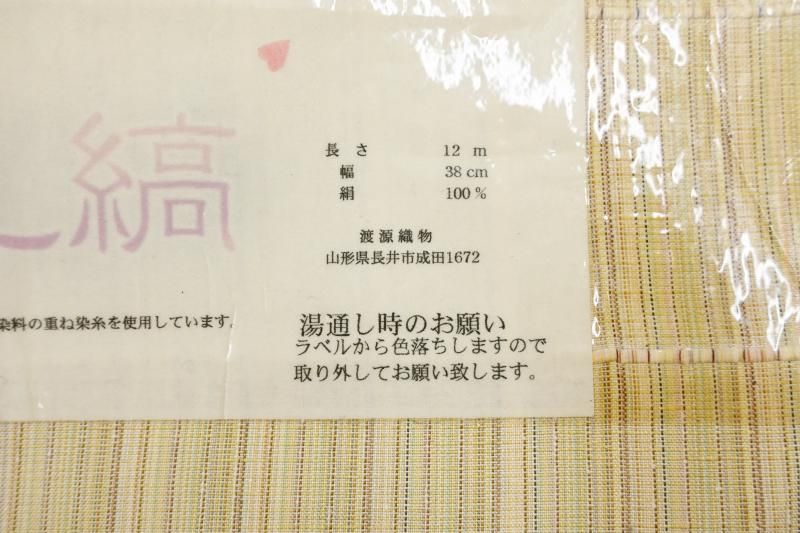 縞
長さ 12 m
幅 38 cm
絹 100 %
渡源織物
山形県長井市成田1672
染料の重ね染糸を使用しています。
湯通し時のお願い
ラベルから色落ちしますので
取り外してお願い致します。